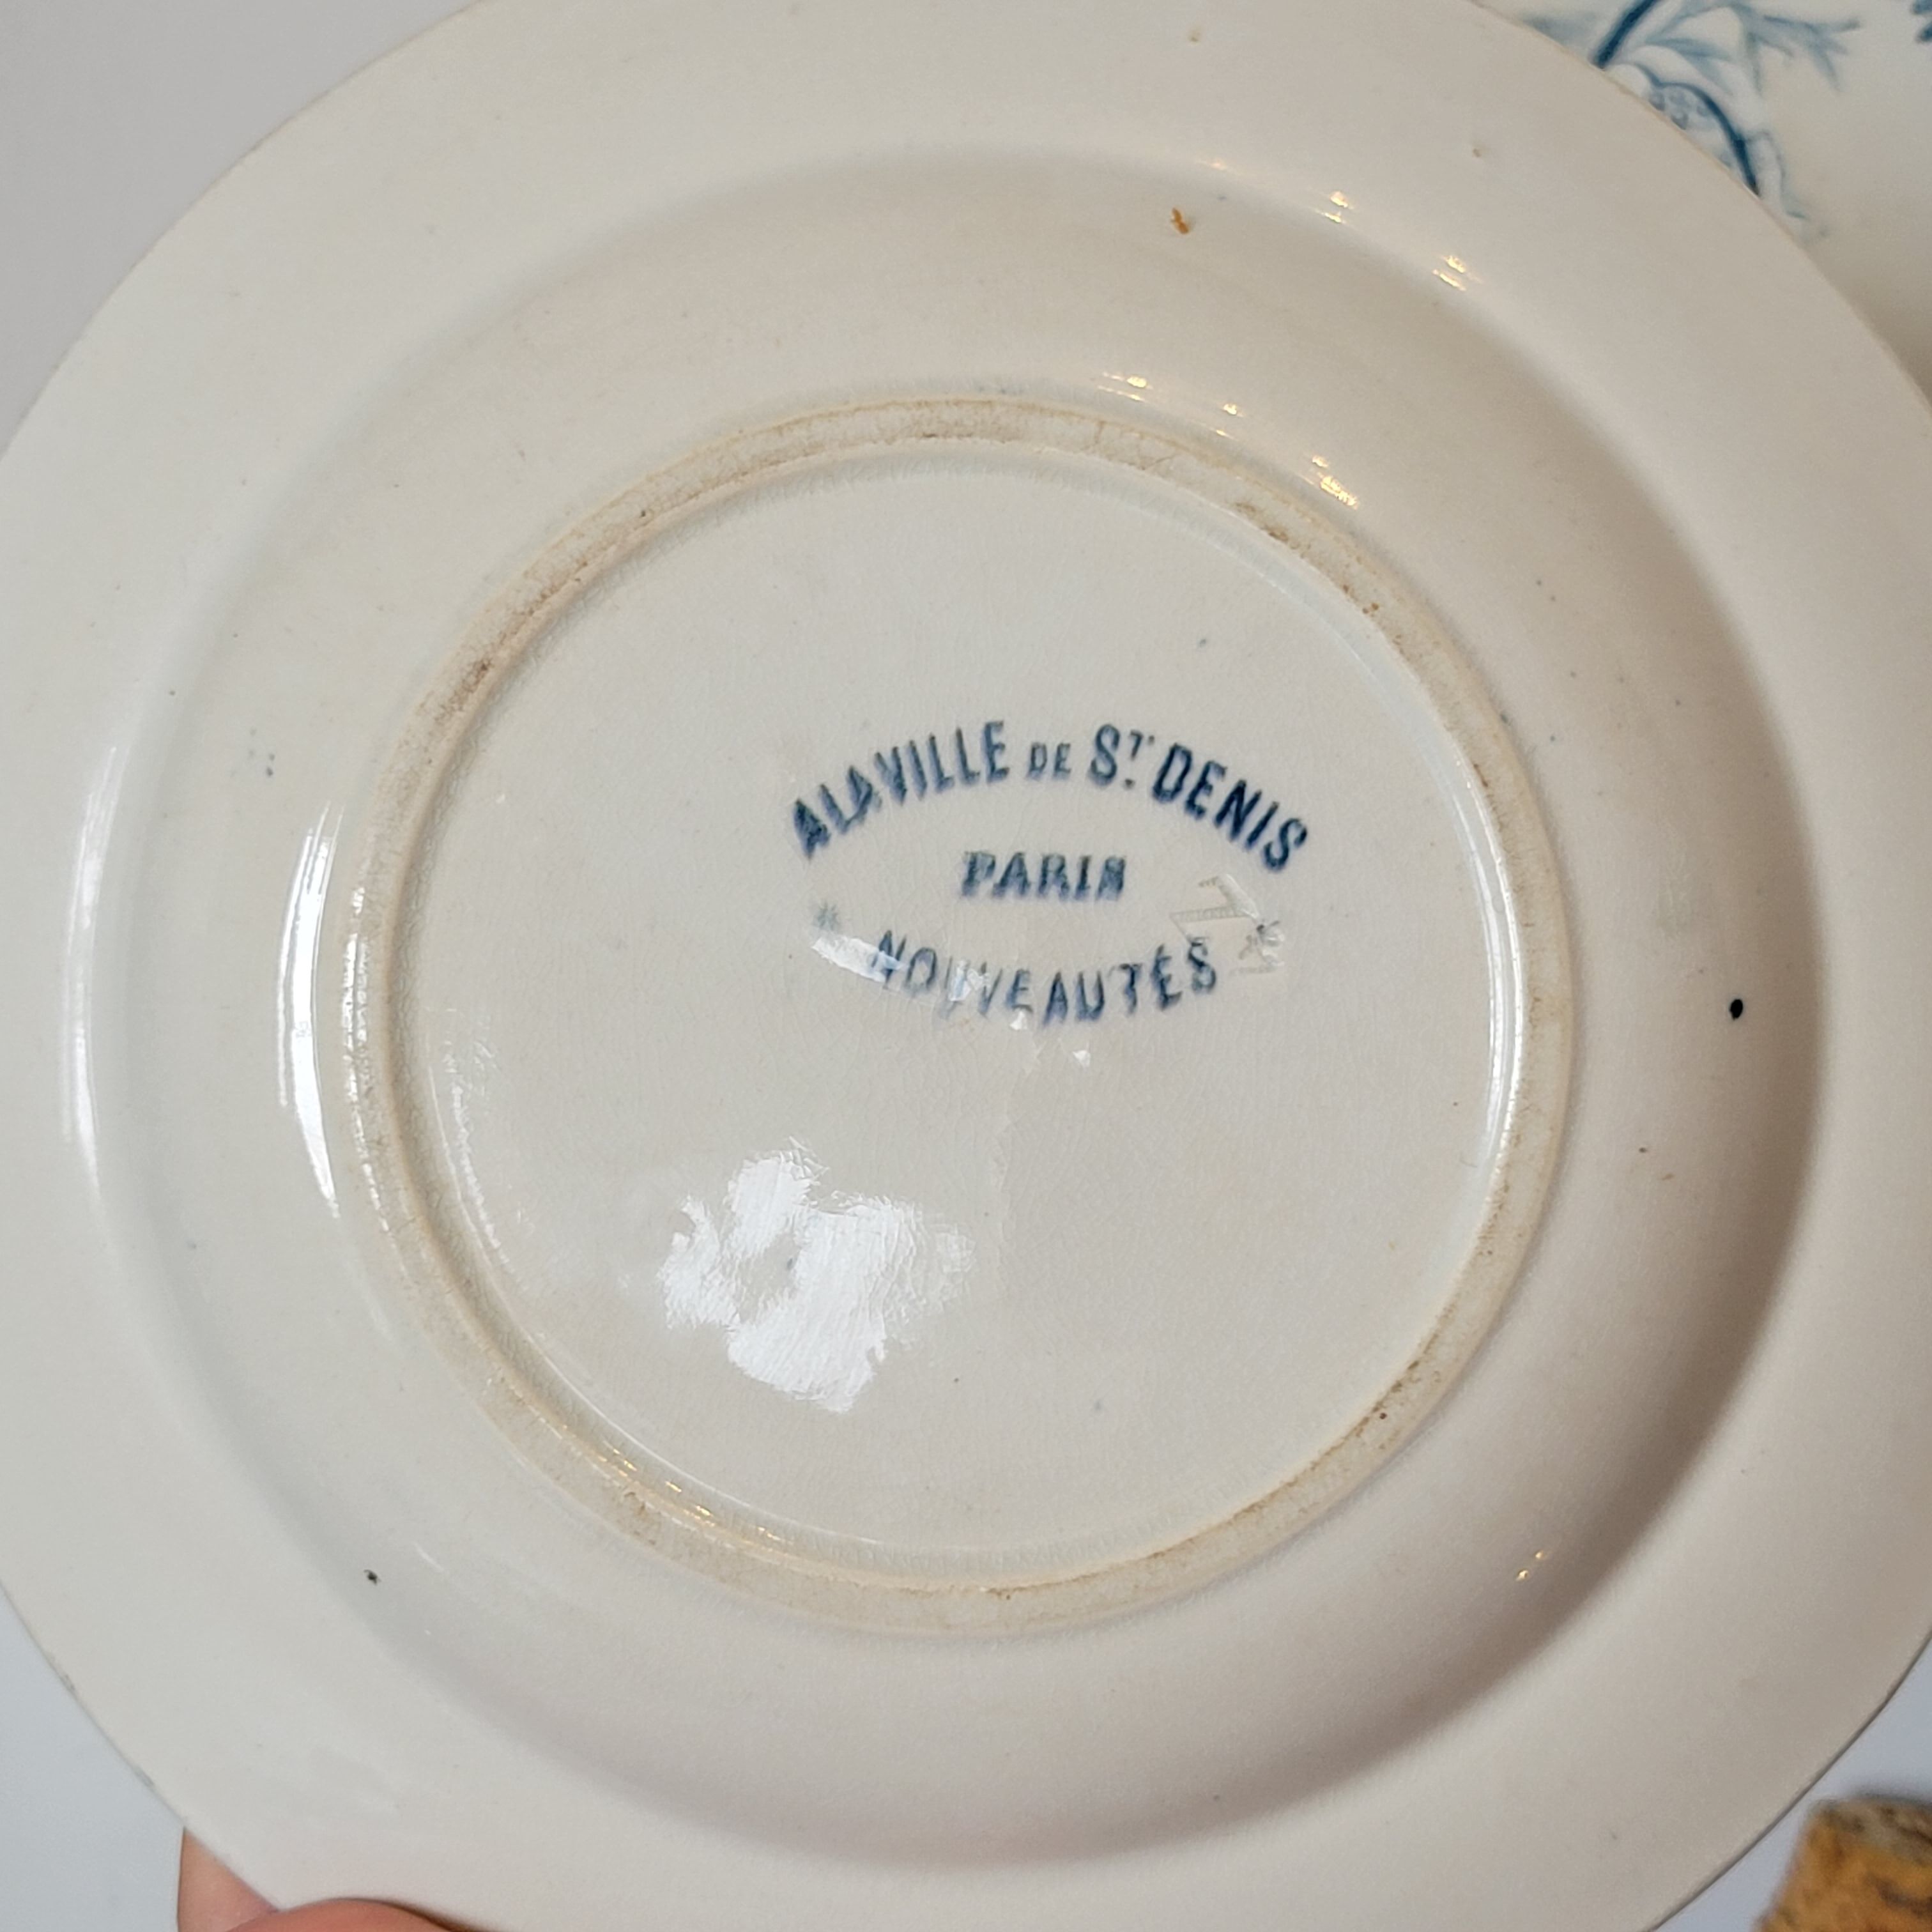 A LA VILLE DE ST. DENIS
PARIS
* NOUVEAUTÉS *